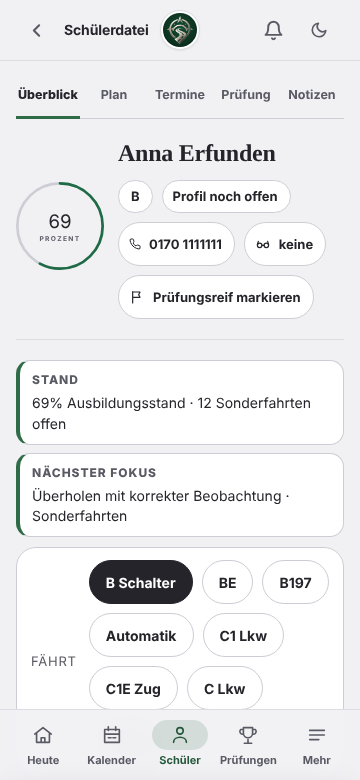 Schülerdatei
Überblick Plan Termine Prüfung Notizen
Anna Erfunden
69
PROZENT
B Profil noch offen
0170 1111111 keine
Prüfungsreif markieren
STAND
69% Ausbildungsstand · 12 Sonderfahrten
offen
NÄCHSTER FOKUS
Überholen mit korrekter Beobachtung ·
Sonderfahrten
FÄHRT
B Schalter BE B197
Automatik C1 Lkw
C1E Zug C Lkw
Heute Kalender Schüler Prüfungen Mehr